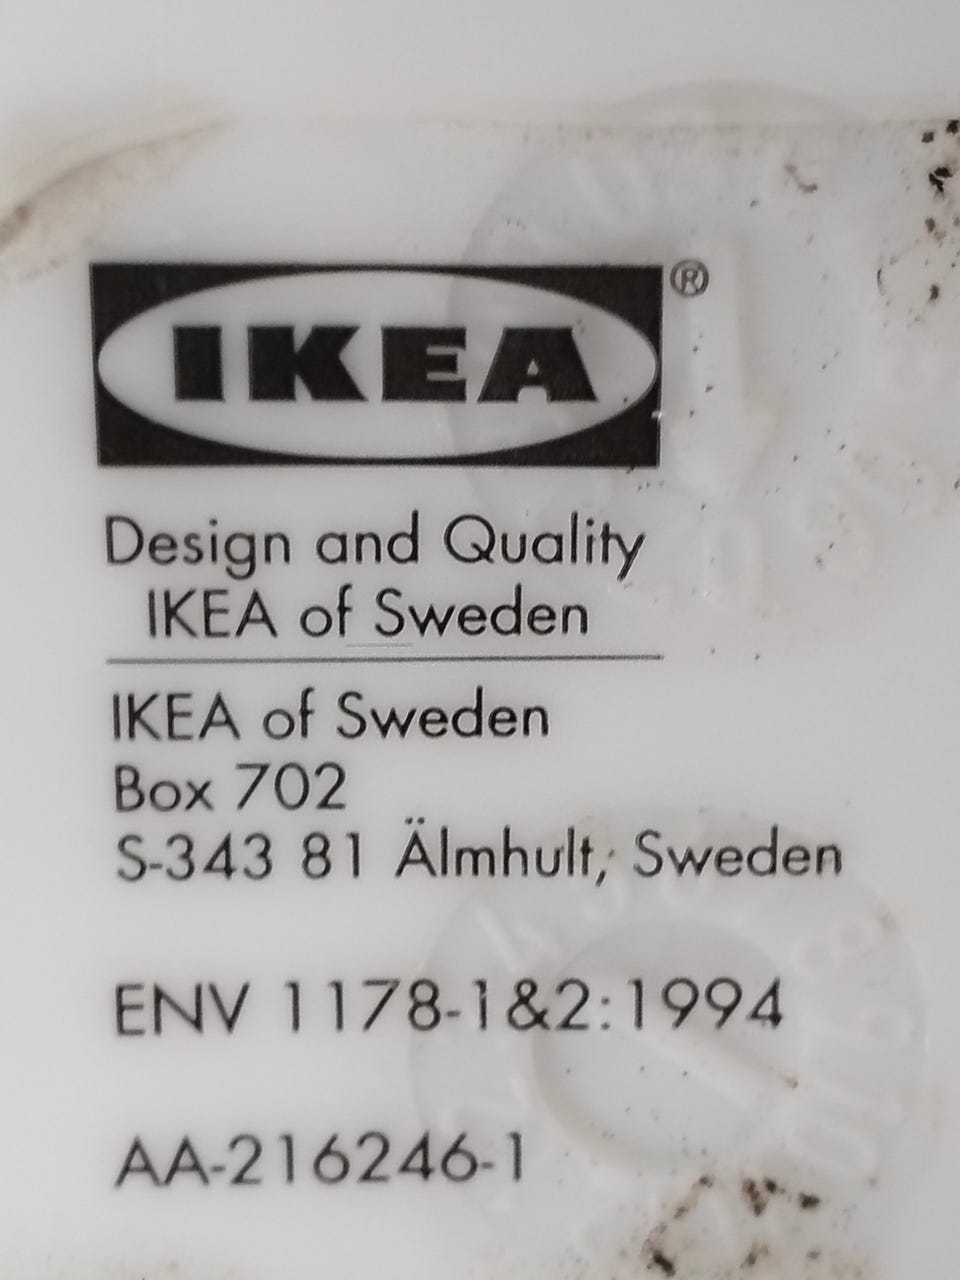 IKEA®
Design and Quality
IKEA of Sweden
IKEA of Sweden
Box 702
S-343 81 Älmhult, Sweden
ENV 1178-1&2:1994
AA-216246-1